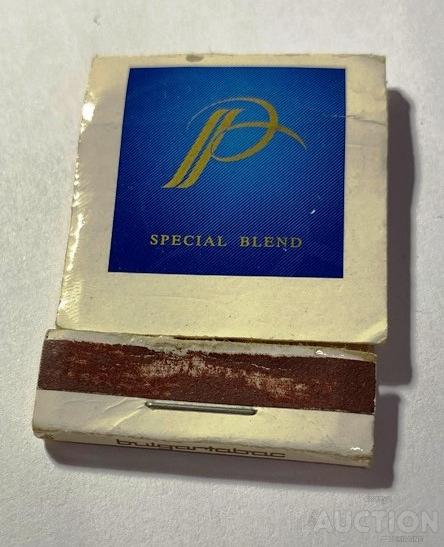 P
SPECIAL BLEND
bulgartabac
AUCTION